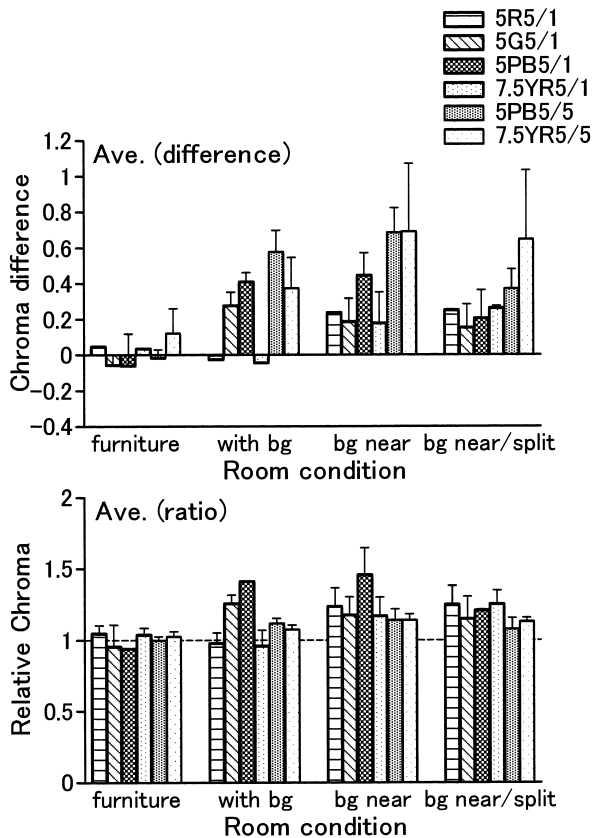 5R5/1
5G5/1
5PB5/1
7.5YR5/1
5PB5/5
7.5YR5/5
Ave. (difference)
Chroma difference
1.2
1
0.8
0.6
0.4
0.2
0
-0.2
-0.4
furniture with bg bg near bg near/split
Room condition
Ave. (ratio)
Relative Chroma
2
1.5
1
0.5
0
furniture with bg bg near bg near/split
Room condition